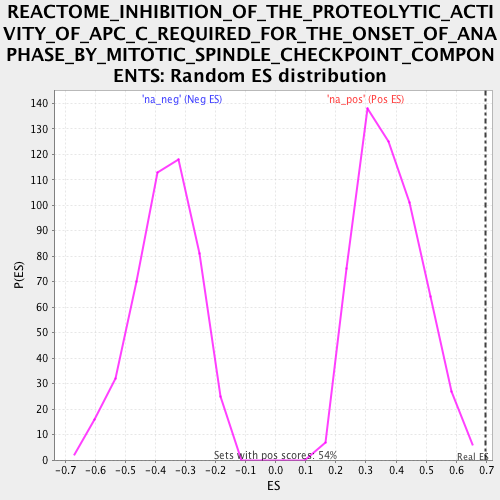 REACTOME_INHIBITION_OF_THE_PROTEOLYTIC_ACTI
VITY_OF_APC_C_REQUIRED_FOR_THE_ONSET_OF_ANA
PHASE_BY_MITOTIC_SPINDLE_CHECKPOINT_COMPON
ENTS: Random ES distribution
'na_neg' (Neg ES) 'na_pos' (Pos ES)
140
130
120
110
100
90
80
70
60
50
40
30
20
10
0
P(ES)
Sets with pos scores: 54%
Real ES
-0.7 -0.6 -0.5 -0.4 -0.3 -0.2 -0.1 -0.0 0.1 0.2 0.3 0.4 0.5 0.6 0.7
ES